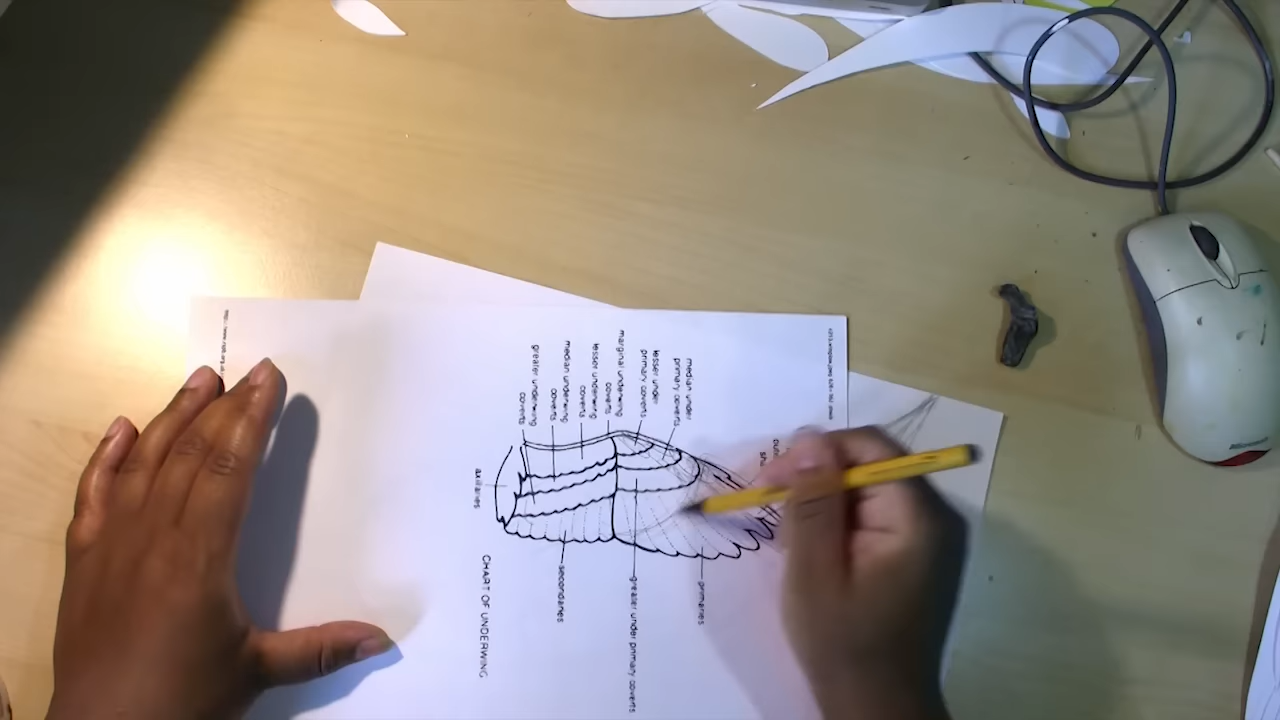 median under
primary coverts
lesser under
primary coverts
marginal underwing
coverts
lesser underwing
coverts
median underwing
coverts
greater underwing
coverts
axillaries
secondaries
greater under primary coverts
primaries
CHART OF UNDERWING
Microsoft